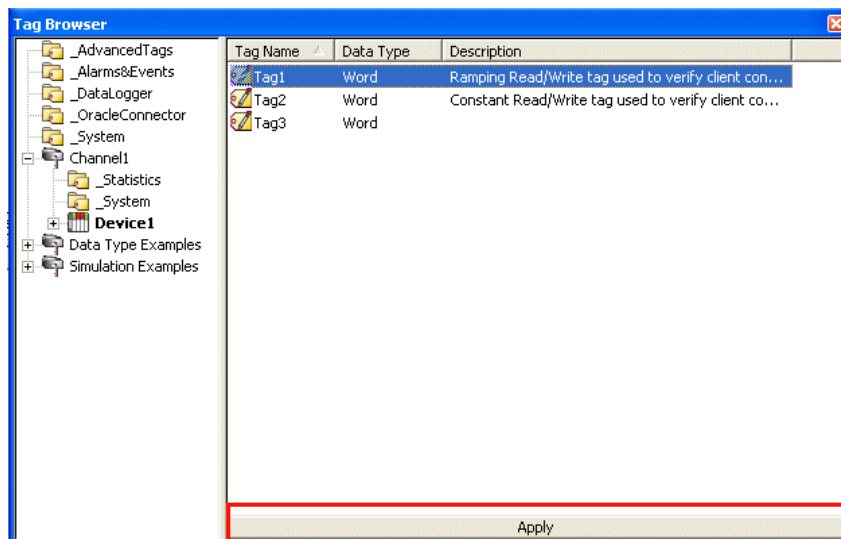 Tag Browser
_AdvancedTags
_Alarms&Events
_DataLogger
_OracleConnector
_System
Channel1
_Statistics
_System
Device1
Data Type Examples
Simulation Examples
Tag Name Data Type Description
Tag1 Word Ramping Read/Write tag used to verify client con...
Tag2 Word Constant Read/Write tag used to verify client co...
Tag3 Word
Apply